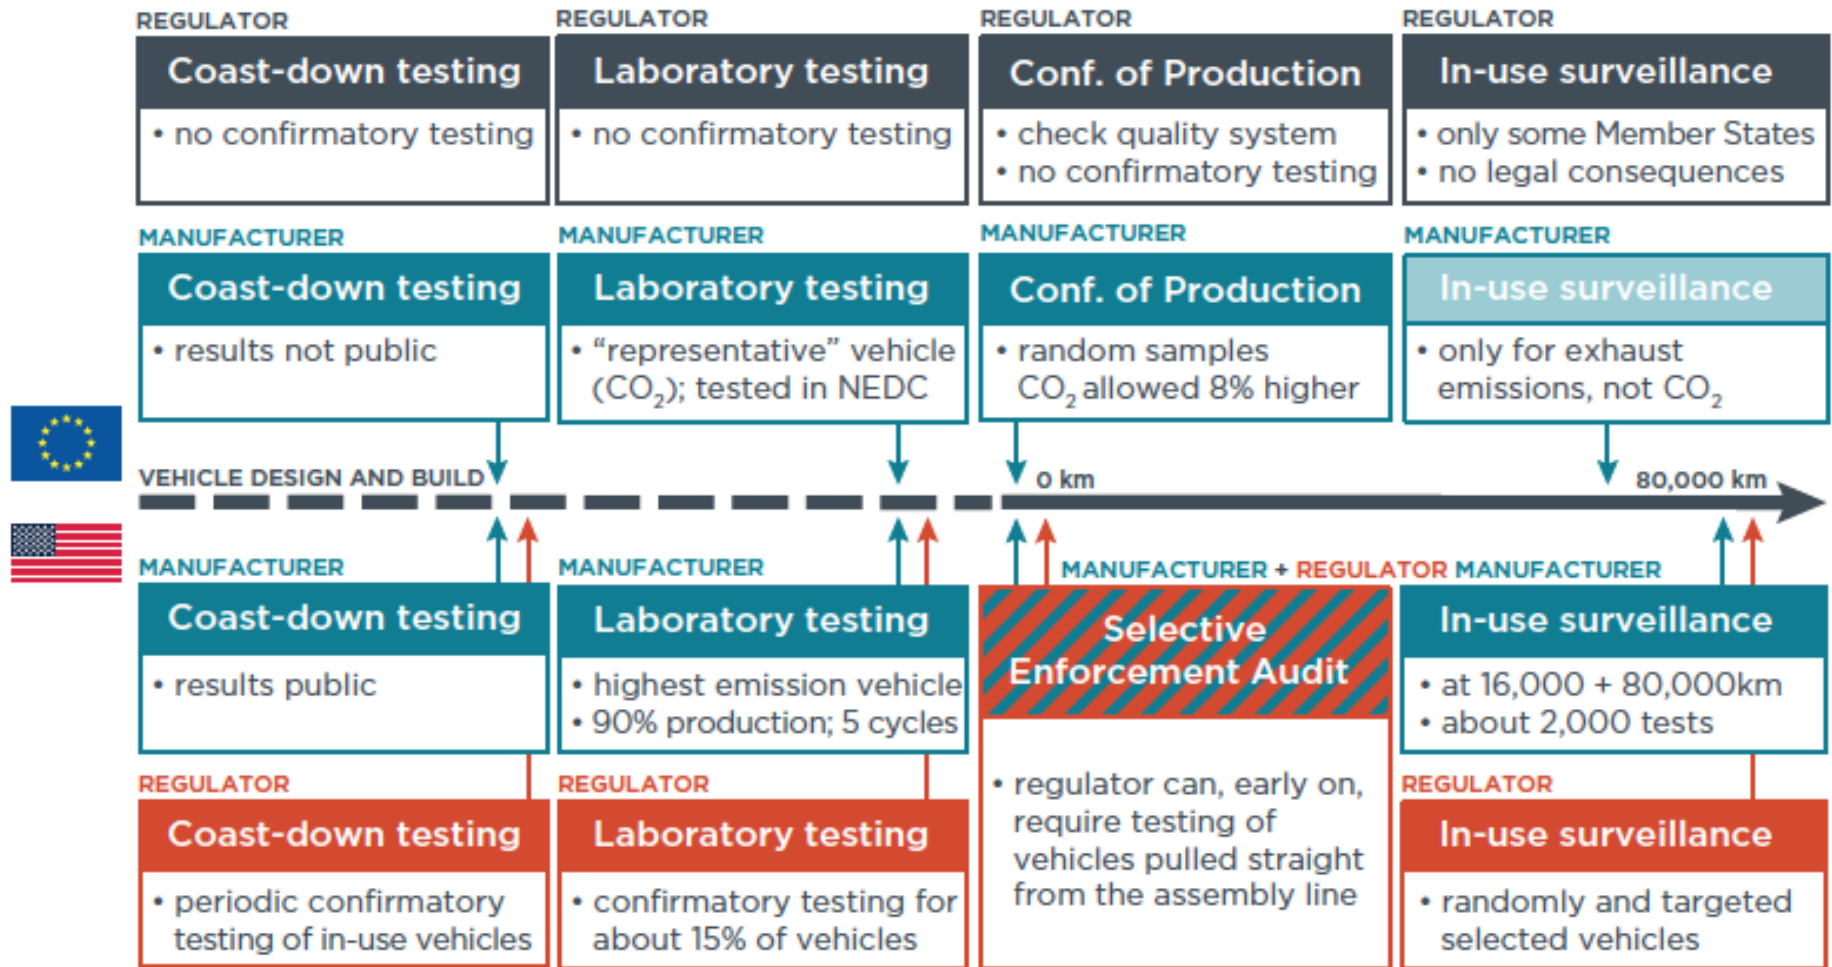 REGULATOR
Coast-down testing
• no confirmatory testing
REGULATOR
Laboratory testing
• no confirmatory testing
REGULATOR
Conf. of Production
• check quality system
• no confirmatory testing
REGULATOR
In-use surveillance
• only some Member States
• no legal consequences
MANUFACTURER
Coast-down testing
• results not public
MANUFACTURER
Laboratory testing
• “representative” vehicle
(CO₂); tested in NEDC
MANUFACTURER
Conf. of Production
• random samples
CO₂ allowed 8% higher
MANUFACTURER
In-use surveillance
• only for exhaust
emissions, not CO₂
VEHICLE DESIGN AND BUILD
0 km
80,000 km
MANUFACTURER
Coast-down testing
• results public
MANUFACTURER
Laboratory testing
• highest emission vehicle
• 90% production; 5 cycles
MANUFACTURER + REGULATOR
Selective
Enforcement Audit
• regulator can, early on,
require testing of
vehicles pulled straight
from the assembly line
MANUFACTURER
In-use surveillance
• at 16,000 + 80,000km
• about 2,000 tests
REGULATOR
Coast-down testing
• periodic confirmatory
testing of in-use vehicles
REGULATOR
Laboratory testing
• confirmatory testing for
about 15% of vehicles
REGULATOR
In-use surveillance
• randomly and targeted
selected vehicles